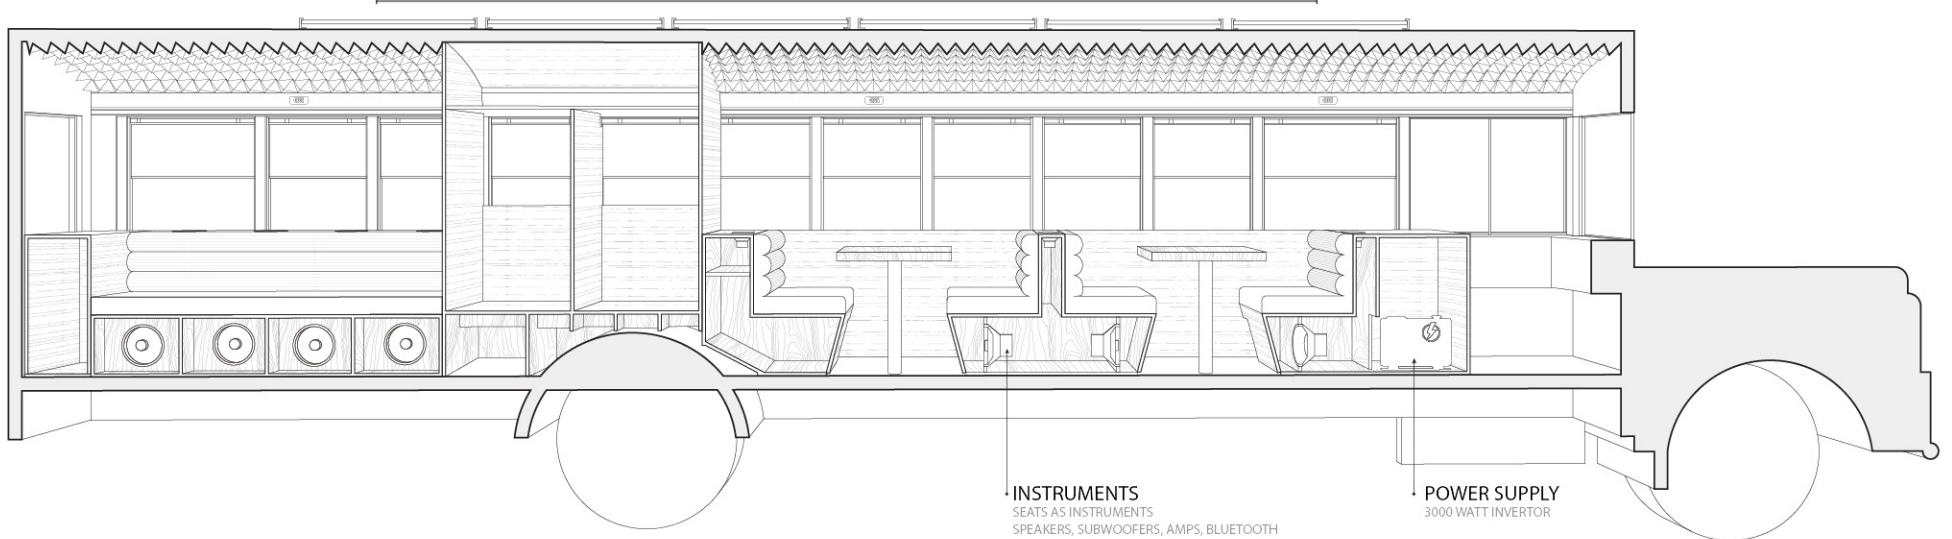 INSTRUMENTS
SEATS AS INSTRUMENTS
SPEAKERS, SUBWOOFERS, AMPS, BLUETOOTH
POWER SUPPLY
3000 WATT INVERTOR